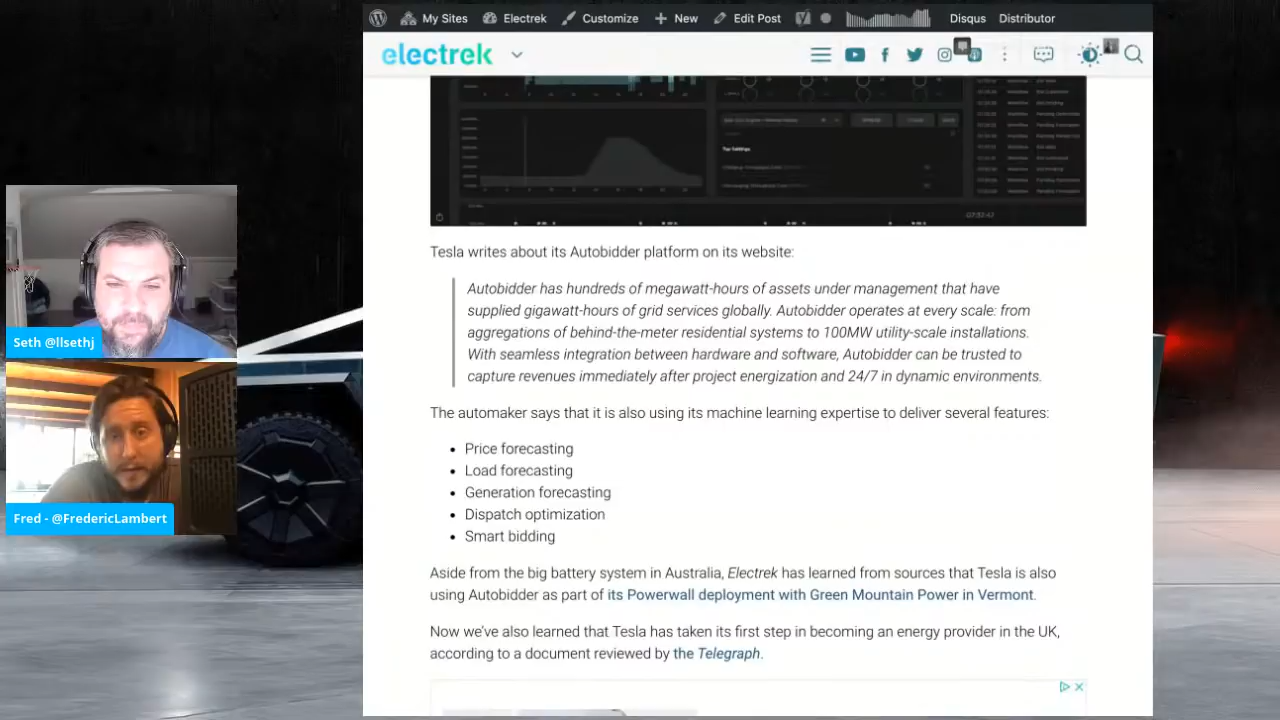 My Sites
Electrek
Customize
New
Edit Post
Disqus
Distributor
electrek
Top Settings
07:53:43
Tesla writes about its Autobidder platform on its website:
Autobidder has hundreds of megawatt-hours of assets under management that have
supplied gigawatt-hours of grid services globally. Autobidder operates at every scale: from
aggregations of behind-the-meter residential systems to 100MW utility-scale installations.
With seamless integration between hardware and software, Autobidder can be trusted to
capture revenues immediately after project energization and 24/7 in dynamic environments.
The automaker says that it is also using its machine learning expertise to deliver several features:
• Price forecasting
• Load forecasting
• Generation forecasting
• Dispatch optimization
• Smart bidding
Aside from the big battery system in Australia, Electrek has learned from sources that Tesla is also
using Autobidder as part of its Powerwall deployment with Green Mountain Power in Vermont.
Now we've also learned that Tesla has taken its first step in becoming an energy provider in the UK,
according to a document reviewed by the Telegraph.
Seth @llsethj
Fred - @FredericLambert